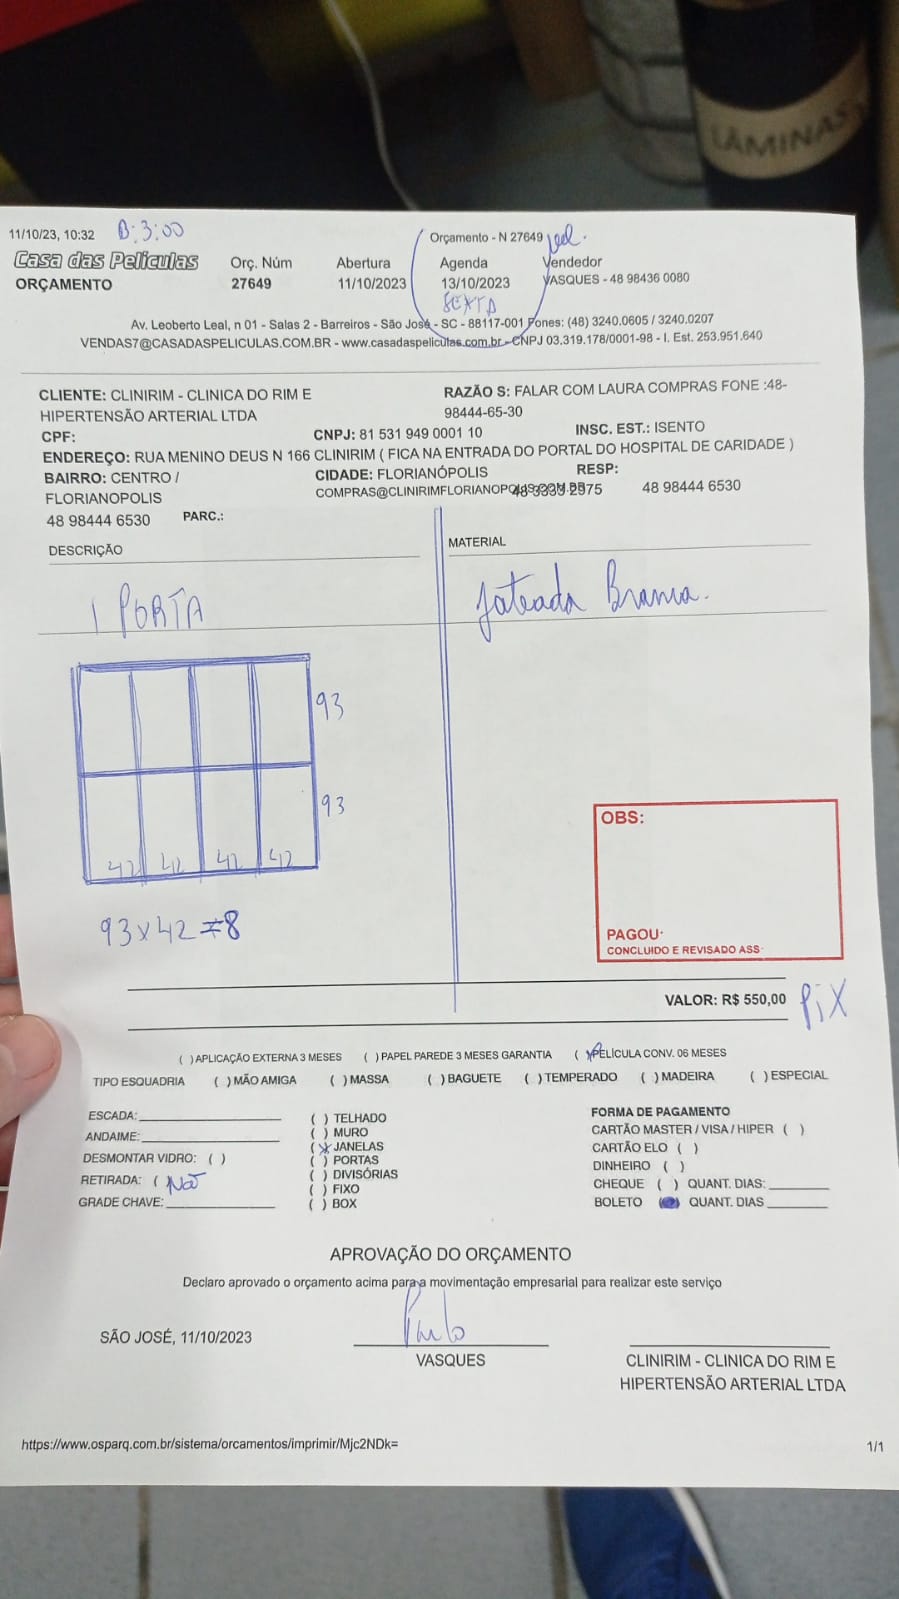 LÂMINAS
11/10/23, 10:32 B:3:00 Orçamento - N 27649
Casa das Películas Orç. Núm Abertura Agenda Vendedor
ORÇAMENTO 27649 11/10/2023 13/10/2023 VASQUES - 48 98436 0080
SEXTA
Av. Leoberto Leal, n 01 - Salas 2 - Barreiros - São José - SC - 88117-001 Fones: (48) 3240.0605 / 3240.0207
VENDAS7@CASADASPELICULAS.COM.BR - www.casadaspeliculas.com.br - CNPJ 03.319.178/0001-98 - I. Est. 253.951.640
CLIENTE: CLINIRIM - CLINICA DO RIM E RAZÃO S: FALAR COM LAURA COMPRAS FONE :48-
HIPERTENSÃO ARTERIAL LTDA 98444-65-30
CPF: CNPJ: 81 531 949 0001 10 INSC. EST.: ISENTO
ENDEREÇO: RUA MENINO DEUS N 166 CLINIRIM ( FICA NA ENTRADA DO PORTAL DO HOSPITAL DE CARIDADE )
BAIRRO: CENTRO / CIDADE: FLORIANÓPOLIS RESP:
FLORIANOPOLIS COMPRAS@CLINIRIMFLORIANOPOLIS.COM.BR 48 3333 2975 48 98444 6530
48 98444 6530 PARC.:
DESCRIÇÃO MATERIAL
1 PORTA Jateada Branca.
93
93
42 42 42 42
93x42=8
OBS:
PAGOU:
CONCLUIDO E REVISADO ASS
VALOR: R$ 550,00 PiX
( ) APLICAÇÃO EXTERNA 3 MESES ( ) PAPEL PAREDE 3 MESES GARANTIA ( ) PELÍCULA CONV. 06 MESES
TIPO ESQUADRIA ( ) MÃO AMIGA ( ) MASSA ( ) BAGUETE ( ) TEMPERADO ( ) MADEIRA ( ) ESPECIAL
ESCADA: ( ) TELHADO FORMA DE PAGAMENTO
ANDAIME: ( ) MURO CARTÃO MASTER / VISA / HIPER ( )
DESMONTAR VIDRO: ( ) (x) JANELAS CARTÃO ELO ( )
RETIRADA: ( Não ( ) PORTAS DINHEIRO ( )
GRADE CHAVE: ( ) DIVISÓRIAS CHEQUE ( ) QUANT. DIAS:
( ) FIXO BOLETO ( ) QUANT. DIAS
( ) BOX
APROVAÇÃO DO ORÇAMENTO
Declaro aprovado o orçamento acima para a movimentação empresarial para realizar este serviço
SÃO JOSÉ, 11/10/2023
VASQUES CLINIRIM - CLINICA DO RIM E
HIPERTENSÃO ARTERIAL LTDA
https://www.osparq.com.br/sistema/orcamentos/imprimir/Mjc2NDk= 1/1